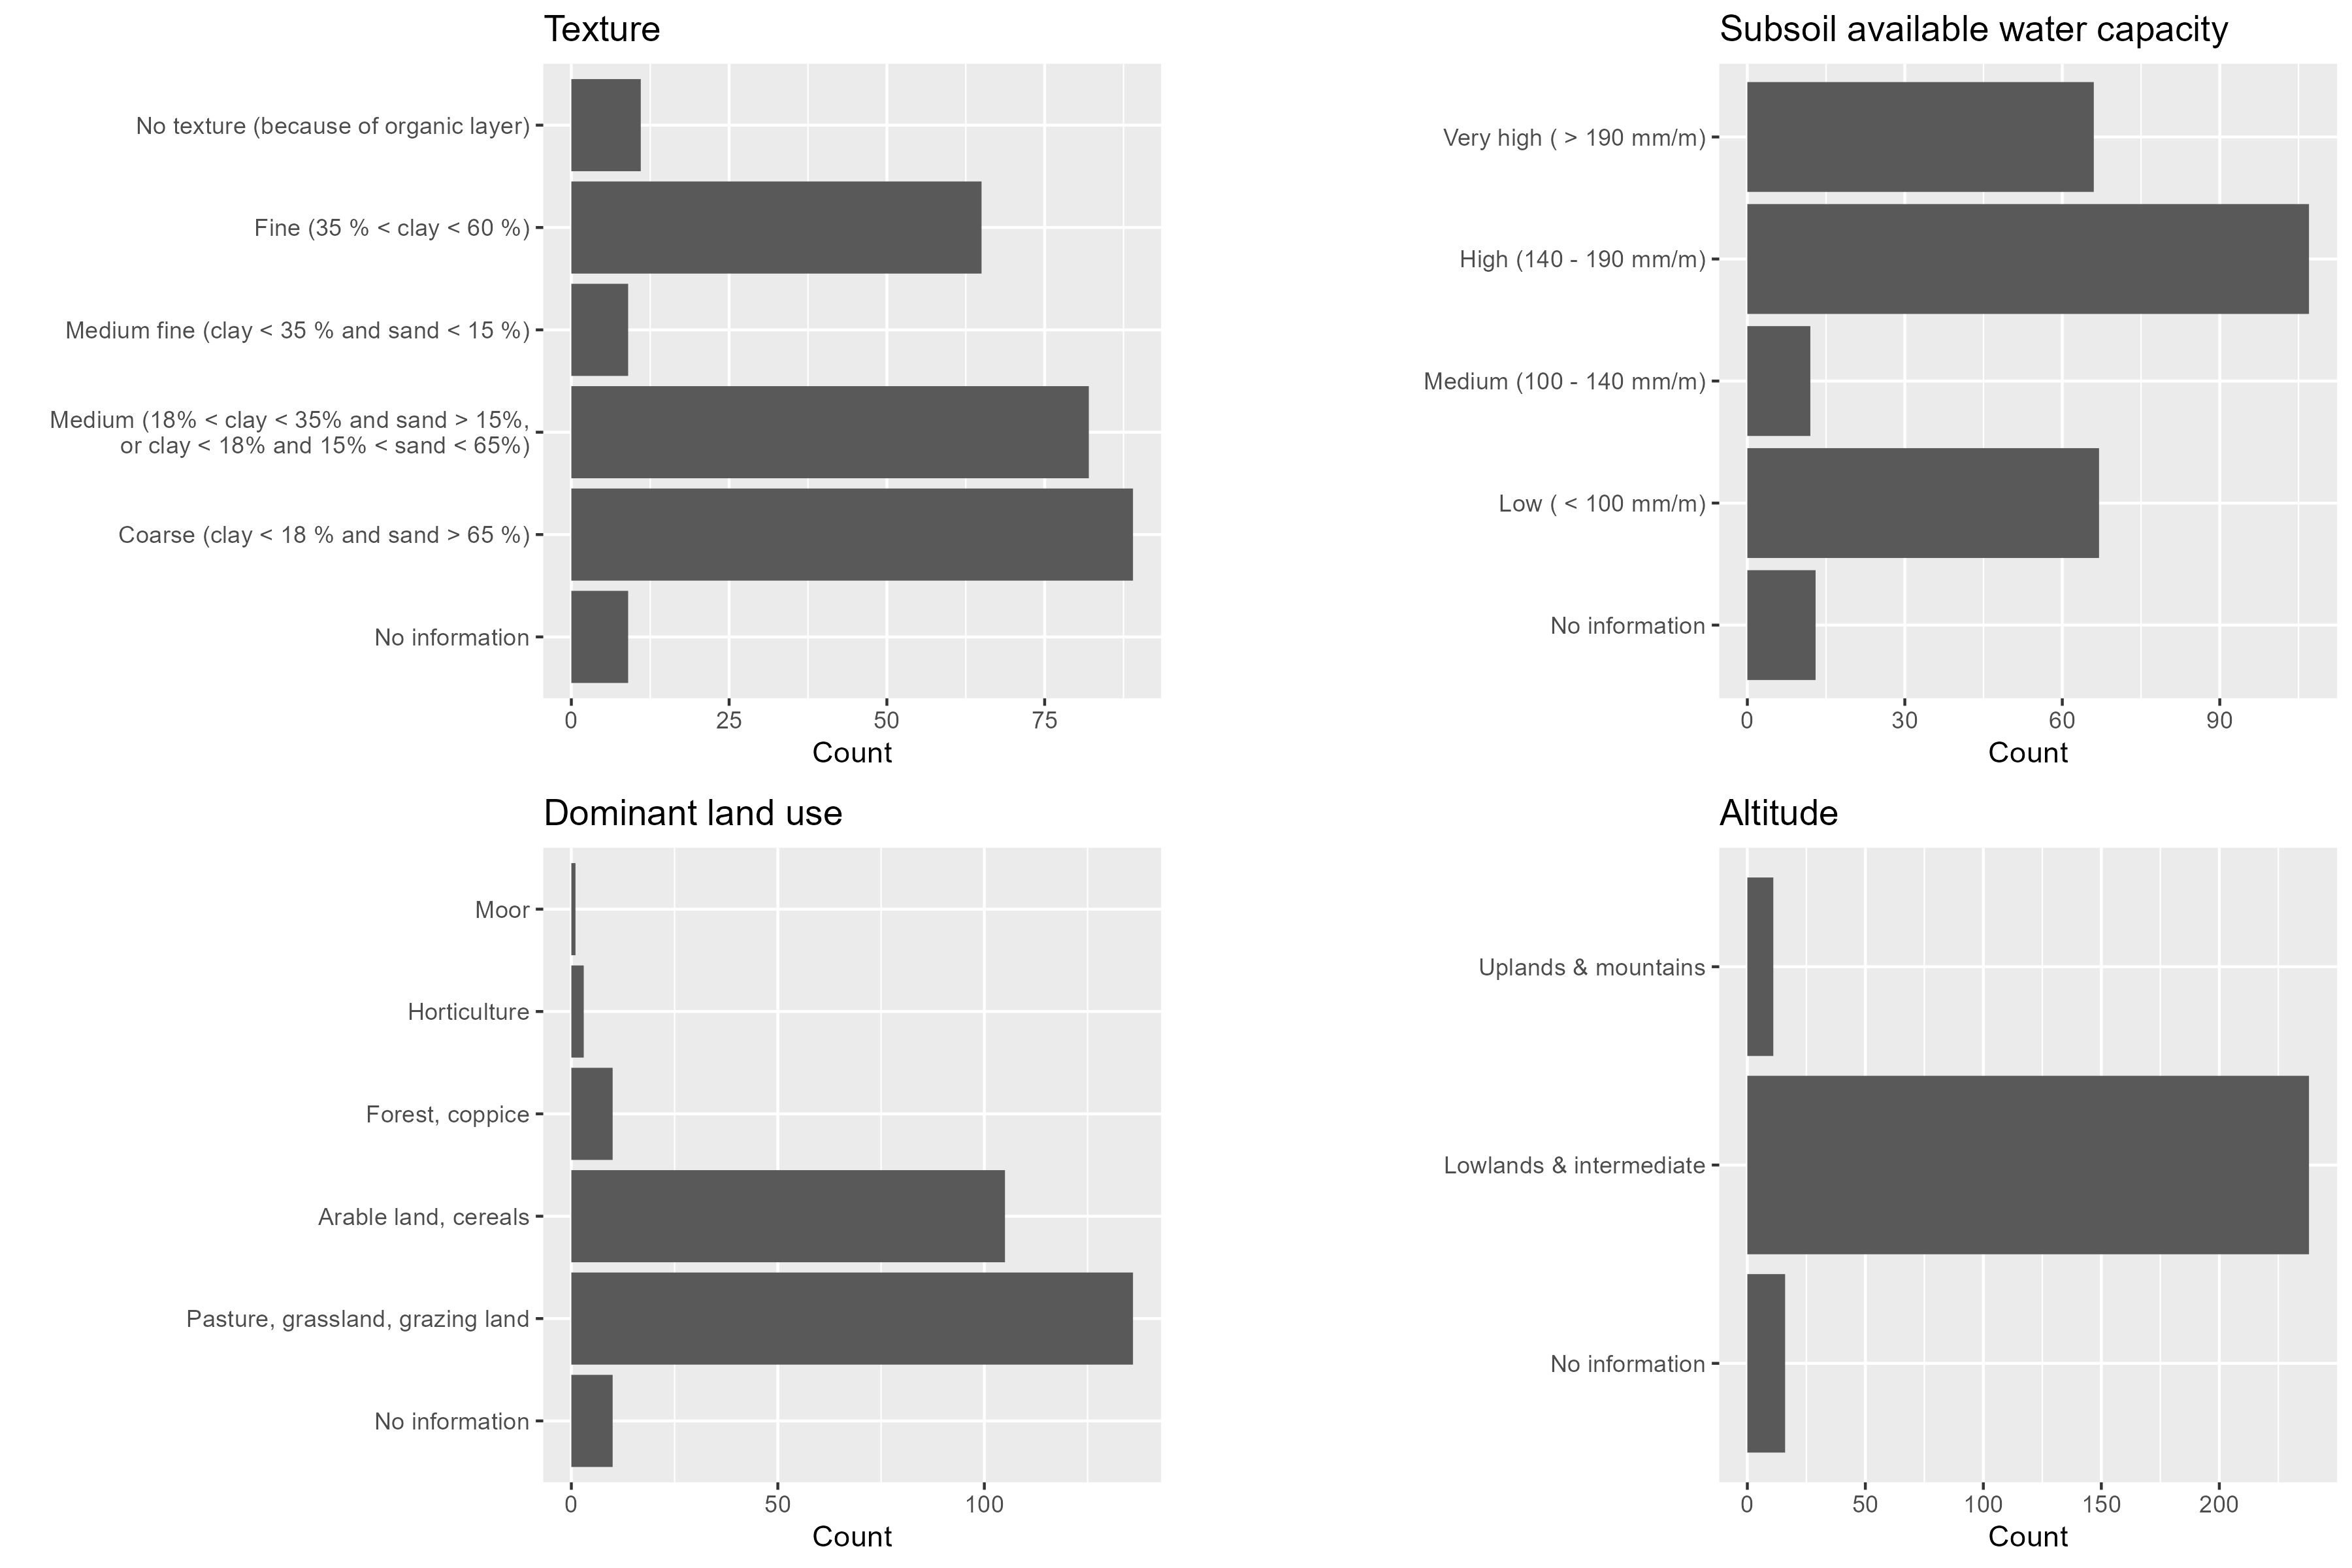 Texture
No texture (because of organic layer)
Fine (35 % < clay < 60 %)
Medium fine (clay < 35 % and sand < 15 %)
Medium (18% < clay < 35% and sand > 15%,
or clay < 18% and 15% < sand < 65%)
Coarse (clay < 18 % and sand > 65 %)
No information
0 25 50 75
Count
Subsoil available water capacity
Very high ( > 190 mm/m)
High (140 - 190 mm/m)
Medium (100 - 140 mm/m)
Low ( < 100 mm/m)
No information
0 30 60 90
Count
Dominant land use
Moor
Horticulture
Forest, coppice
Arable land, cereals
Pasture, grassland, grazing land
No information
0 50 100
Count
Altitude
Uplands & mountains
Lowlands & intermediate
No information
0 50 100 150 200
Count